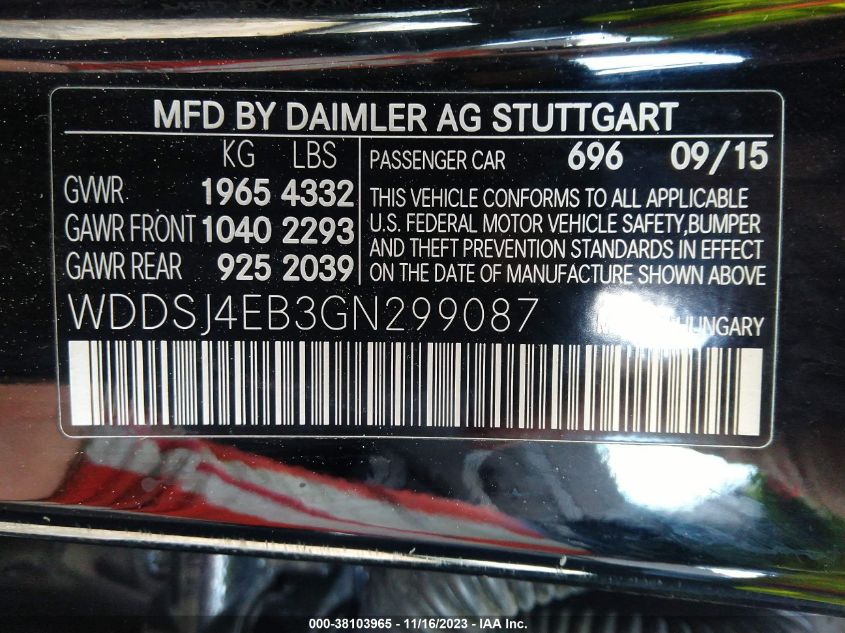 MFD BY DAIMLER AG STUTTGART
KG LBS
GVWR 1965 4332
GAWR FRONT 1040 2293
GAWR REAR 925 2039
PASSENGER CAR 696 09/15
THIS VEHICLE CONFORMS TO ALL APPLICABLE
U.S. FEDERAL MOTOR VEHICLE SAFETY,BUMPER
AND THEFT PREVENTION STANDARDS IN EFFECT
ON THE DATE OF MANUFACTURE SHOWN ABOVE
WDDSJ4EB3GN299087
HUNGARY
000-38103965 - 11/16/2023 - IAA Inc.